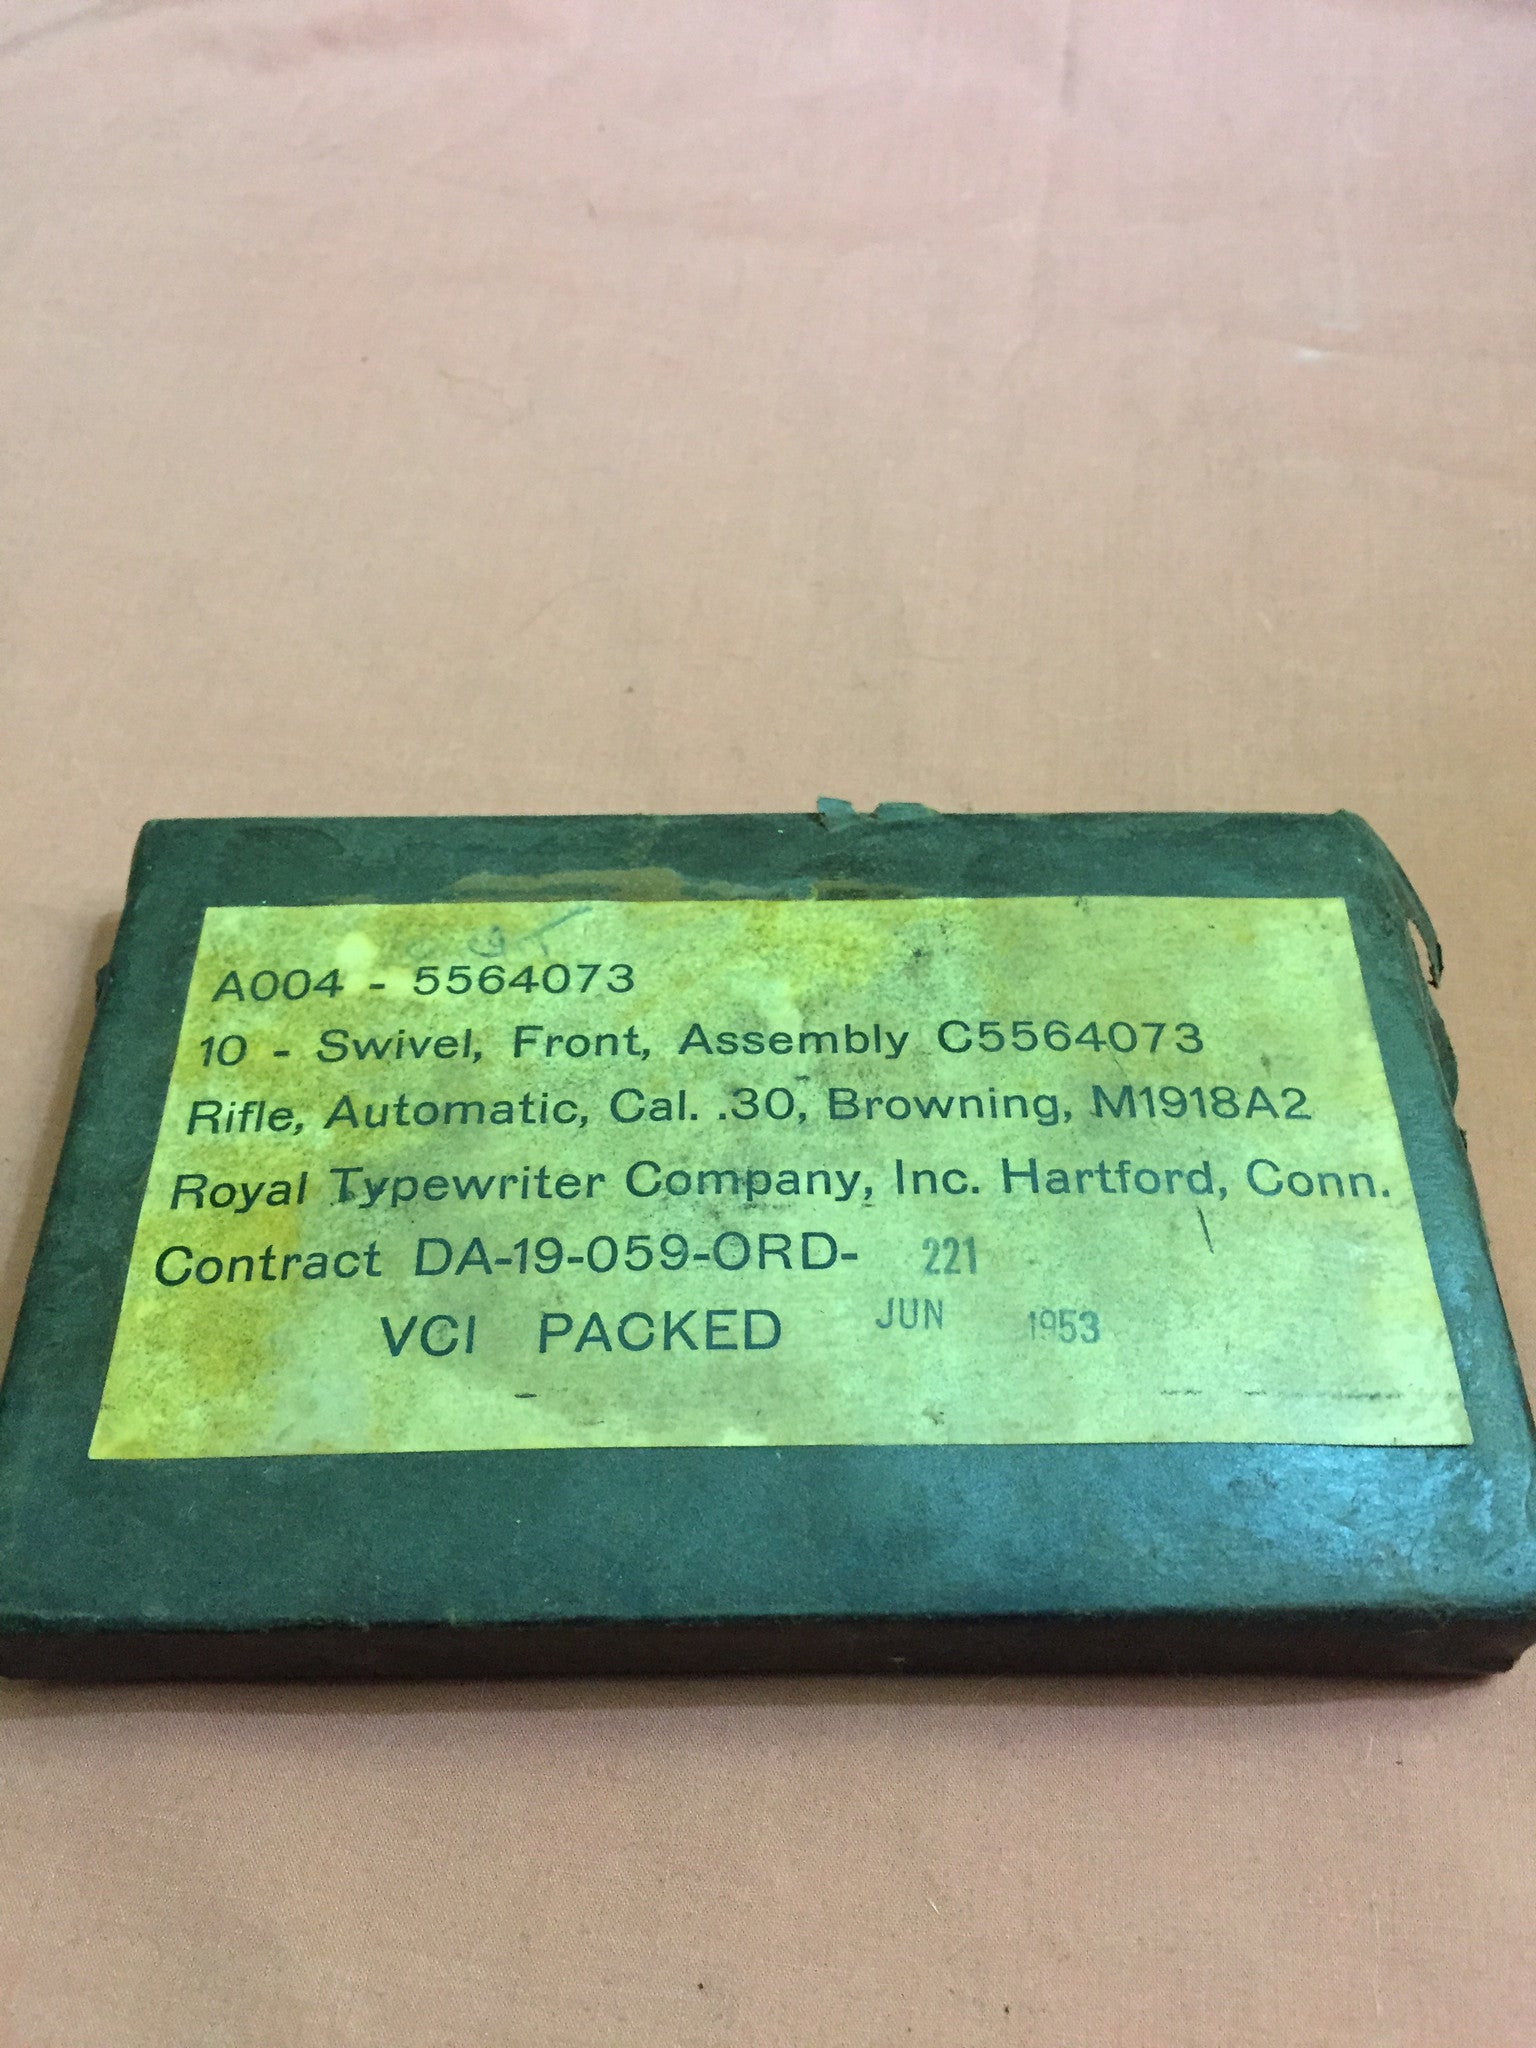 A004 - 5564073
10 - Swivel, Front, Assembly C5564073
Rifle, Automatic, Cal. .30, Browning, M1918A2
Royal Typewriter Company, Inc. Hartford, Conn.
Contract DA-19-059-ORD- 221
VCI PACKED JUN 1953